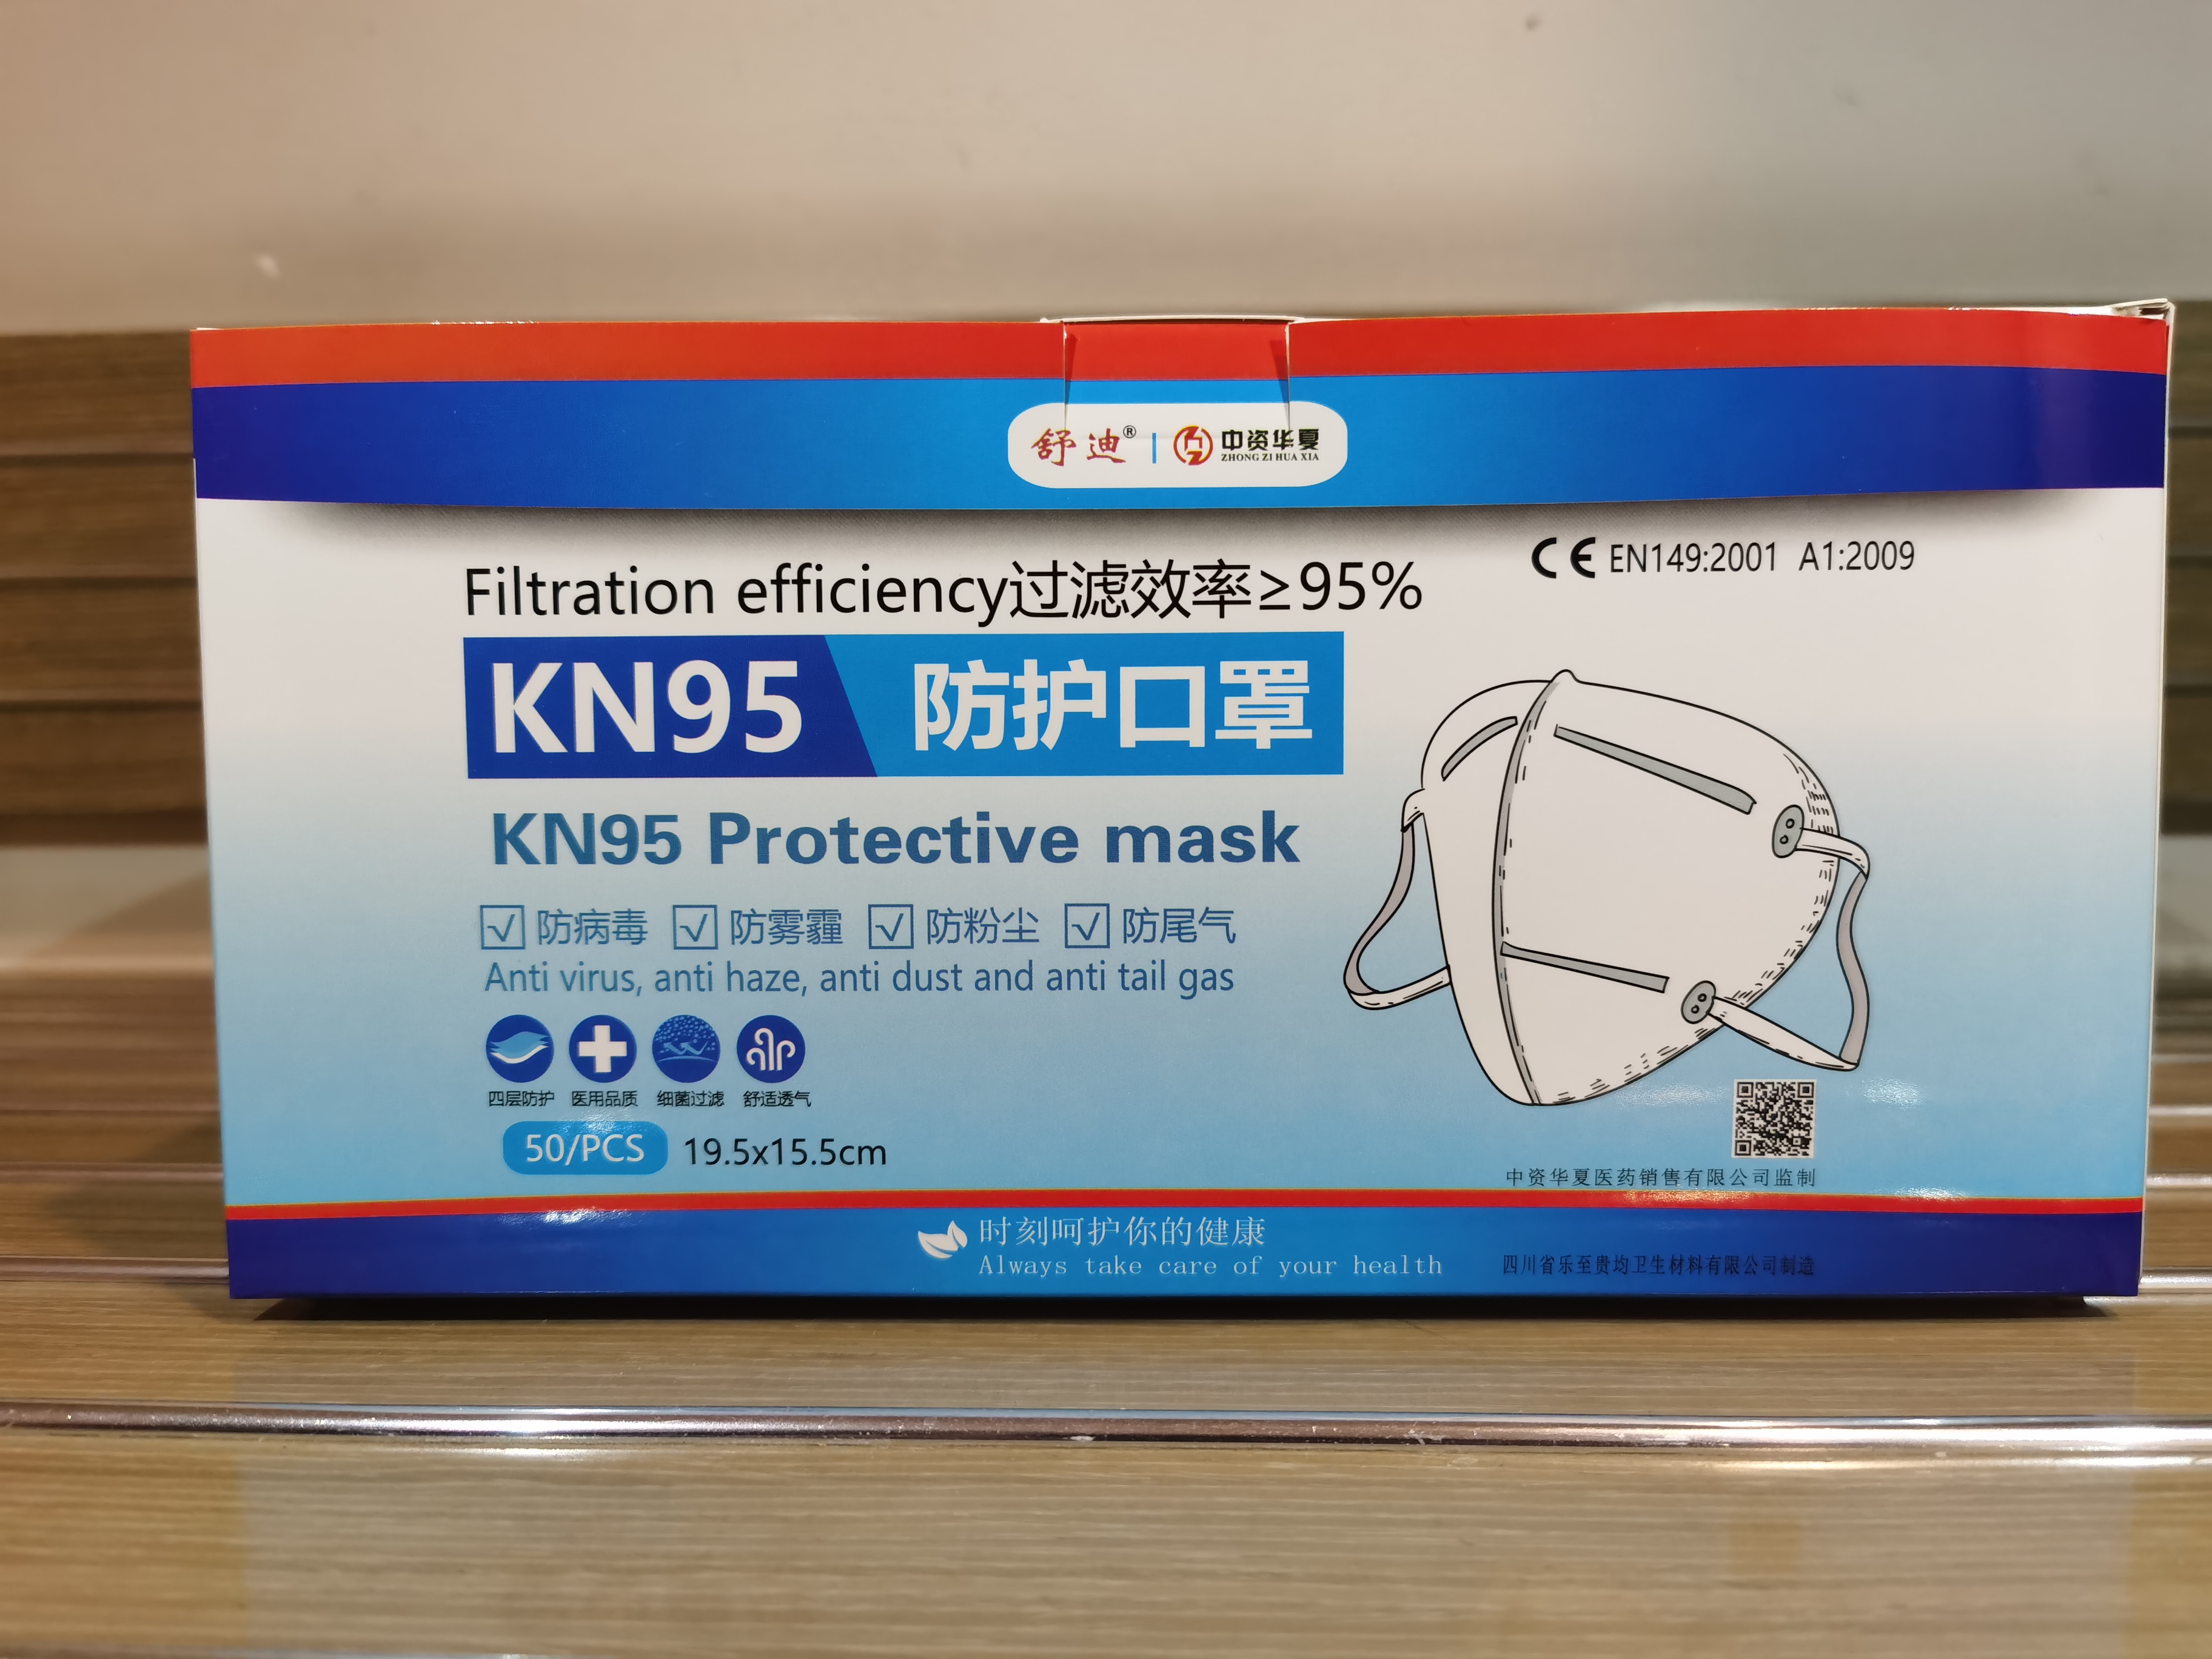 舒迪® | 中资华夏
ZHONG ZI HUA XIA
CE EN149:2001 A1:2009
Filtration efficiency过滤效率≥95%
KN95 防护口罩
KN95 Protective mask
☑ 防病毒 ☑ 防雾霾 ☑ 防粉尘 ☑ 防尾气
Anti virus, anti haze, anti dust and anti tail gas
四层防护 医用品质 细菌过滤 舒适透气
50/PCS 19.5x15.5cm
中资华夏医药销售有限公司监制
时刻呵护你的健康
Always take care of your health
四川省乐至贵均卫生材料有限公司制造